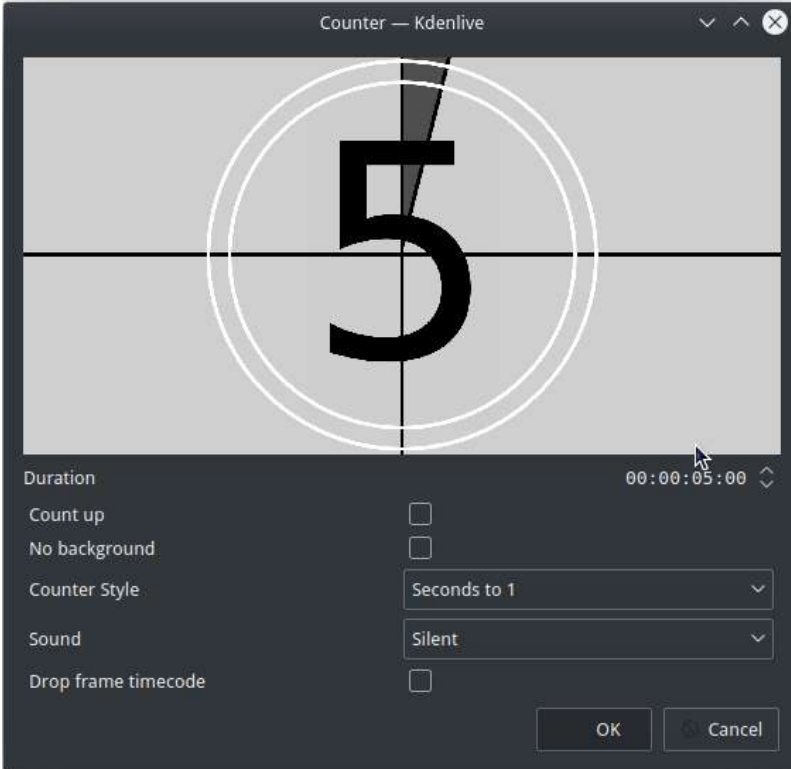 Counter — Kdenlive
5
Duration 00:00:05:00
Count up
No background
Counter Style Seconds to 1
Sound Silent
Drop frame timecode
OK Cancel